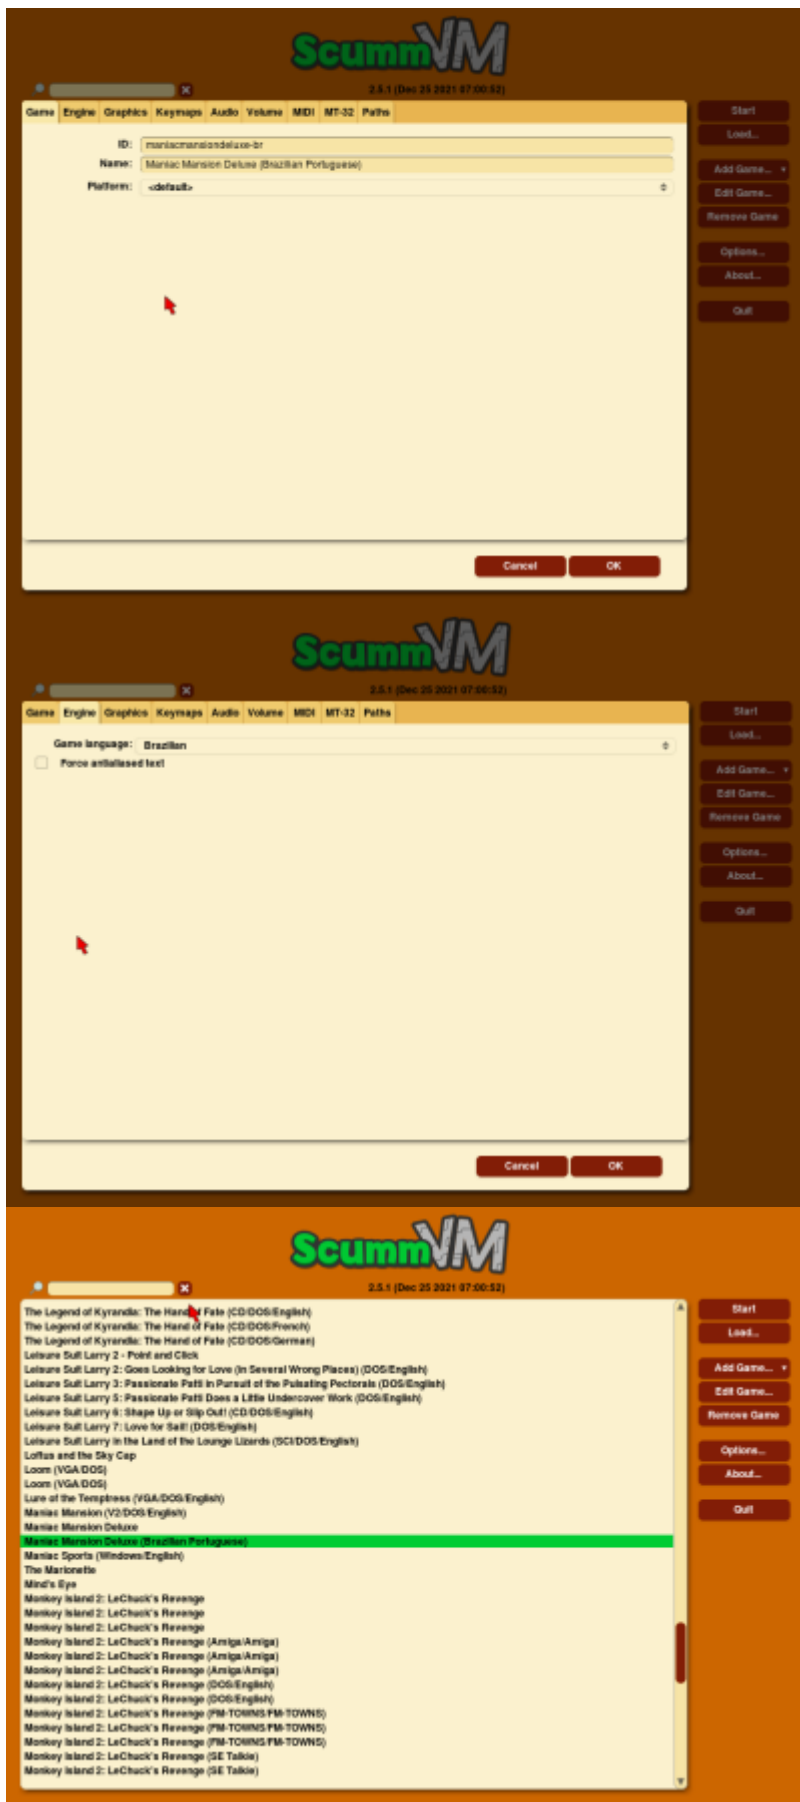 ScummVM
2.5.1 (Dec 25 2021 07:00:52)
Game Engine Graphics Keymaps Audio Volume MIDI MT-32 Paths
ID: maniacmansiondeluxe-br
Name: Maniac Mansion Deluxe (Brazilian Portuguese)
Platform: <default>
Cancel OK
Start
Load...
Add Game...
Edit Game...
Remove Game
Options...
About...
Quit
ScummVM
2.5.1 (Dec 25 2021 07:00:52)
Game Engine Graphics Keymaps Audio Volume MIDI MT-32 Paths
Game language: Brazilian
Force antialiased text
Cancel OK
Start
Load...
Add Game...
Edit Game...
Remove Game
Options...
About...
Quit
ScummVM
2.5.1 (Dec 25 2021 07:00:52)
The Legend of Kyrandia: The Hand of Fate (CD/DOS/English)
The Legend of Kyrandia: The Hand of Fate (CD/DOS/French)
The Legend of Kyrandia: The Hand of Fate (CD/DOS/German)
Leisure Suit Larry 2 - Point and Click
Leisure Suit Larry 2: Goes Looking for Love (in Several Wrong Places) (DOS/English)
Leisure Suit Larry 3: Passionate Patti in Pursuit of the Pulsating Pectorals (DOS/English)
Leisure Suit Larry 5: Passionate Patti Does a Little Undercover Work (DOS/English)
Leisure Suit Larry 6: Shape Up or Slip Out! (CD/DOS/English)
Leisure Suit Larry 7: Love for Sail! (DOS/English)
Leisure Suit Larry in the Land of the Lounge Lizards (SCI/DOS/English)
Loftus and the Sky Cap
Loom (VGA/DOS)
Loom (VGA/DOS)
Lure of the Temptress (VGA/DOS/English)
Maniac Mansion (V2/DOS/English)
Maniac Mansion Deluxe
Maniac Mansion Deluxe (Brazilian Portuguese)
Maniac Sports (Windows/English)
The Marionette
Mind's Eye
Monkey Island 2: LeChuck's Revenge
Monkey Island 2: LeChuck's Revenge
Monkey Island 2: LeChuck's Revenge
Monkey Island 2: LeChuck's Revenge (Amiga/Amiga)
Monkey Island 2: LeChuck's Revenge (Amiga/Amiga)
Monkey Island 2: LeChuck's Revenge (Amiga/Amiga)
Monkey Island 2: LeChuck's Revenge (DOS/English)
Monkey Island 2: LeChuck's Revenge (DOS/English)
Monkey Island 2: LeChuck's Revenge (FM-TOWNS/FM-TOWNS)
Monkey Island 2: LeChuck's Revenge (FM-TOWNS/FM-TOWNS)
Monkey Island 2: LeChuck's Revenge (FM-TOWNS/FM-TOWNS)
Monkey Island 2: LeChuck's Revenge (SE Talkie)
Monkey Island 2: LeChuck's Revenge (SE Talkie)
Start
Load...
Add Game...
Edit Game...
Remove Game
Options...
About...
Quit